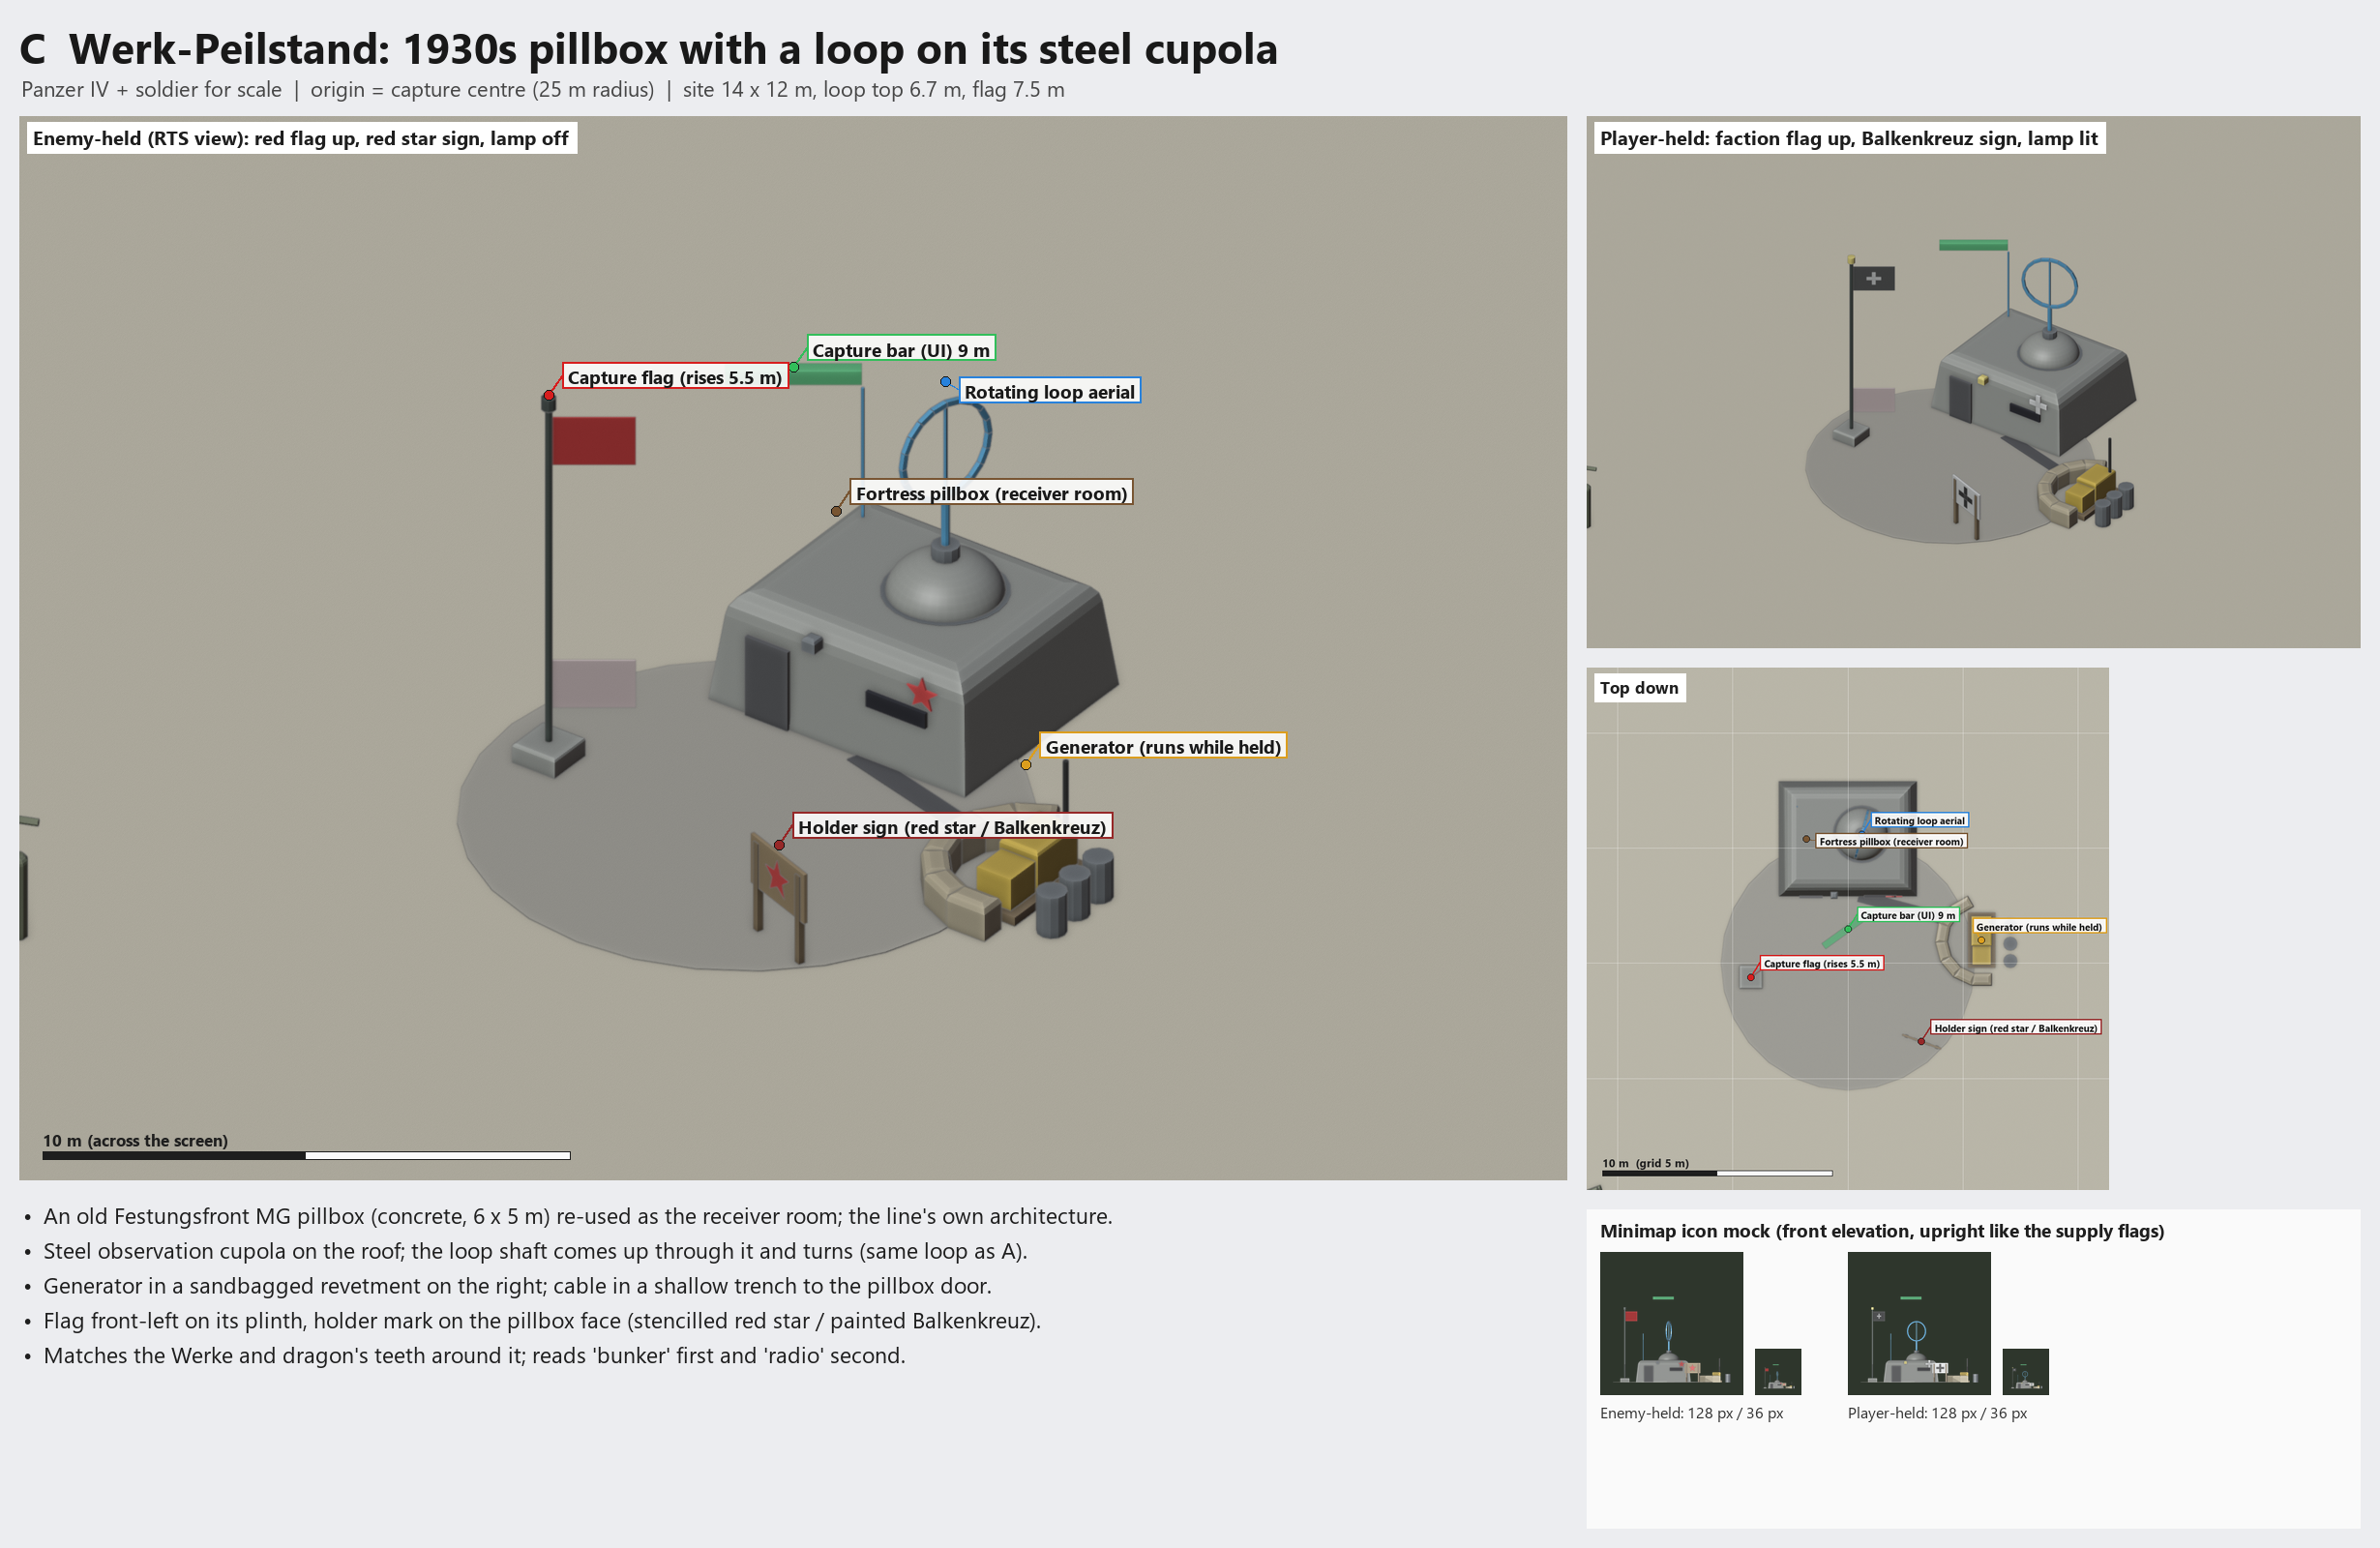 C Werk-Peilstand: 1930s pillbox with a loop on its steel cupola
Panzer IV + soldier for scale | origin = capture centre (25 m radius) | site 14 x 12 m, loop top 6.7 m, flag 7.5 m
Enemy-held (RTS view): red flag up, red star sign, lamp off
Capture bar (UI) 9 m
Capture flag (rises 5.5 m)
Rotating loop aerial
Fortress pillbox (receiver room)
Generator (runs while held)
Holder sign (red star / Balkenkreuz)
10 m (across the screen)
Player-held: faction flag up, Balkenkreuz sign, lamp lit
Top down
Rotating loop aerial
Fortress pillbox (receiver room)
Capture bar (UI) 9 m
Generator (runs while held)
Capture flag (rises 5.5 m)
Holder sign (red star / Balkenkreuz)
10 m (grid 5 m)
• An old Festungsfront MG pillbox (concrete, 6 x 5 m) re-used as the receiver room; the line's own architecture.
• Steel observation cupola on the roof; the loop shaft comes up through it and turns (same loop as A).
• Generator in a sandbagged revetment on the right; cable in a shallow trench to the pillbox door.
• Flag front-left on its plinth, holder mark on the pillbox face (stencilled red star / painted Balkenkreuz).
• Matches the Werke and dragon's teeth around it; reads 'bunker' first and 'radio' second.
Minimap icon mock (front elevation, upright like the supply flags)
Enemy-held: 128 px / 36 px
Player-held: 128 px / 36 px